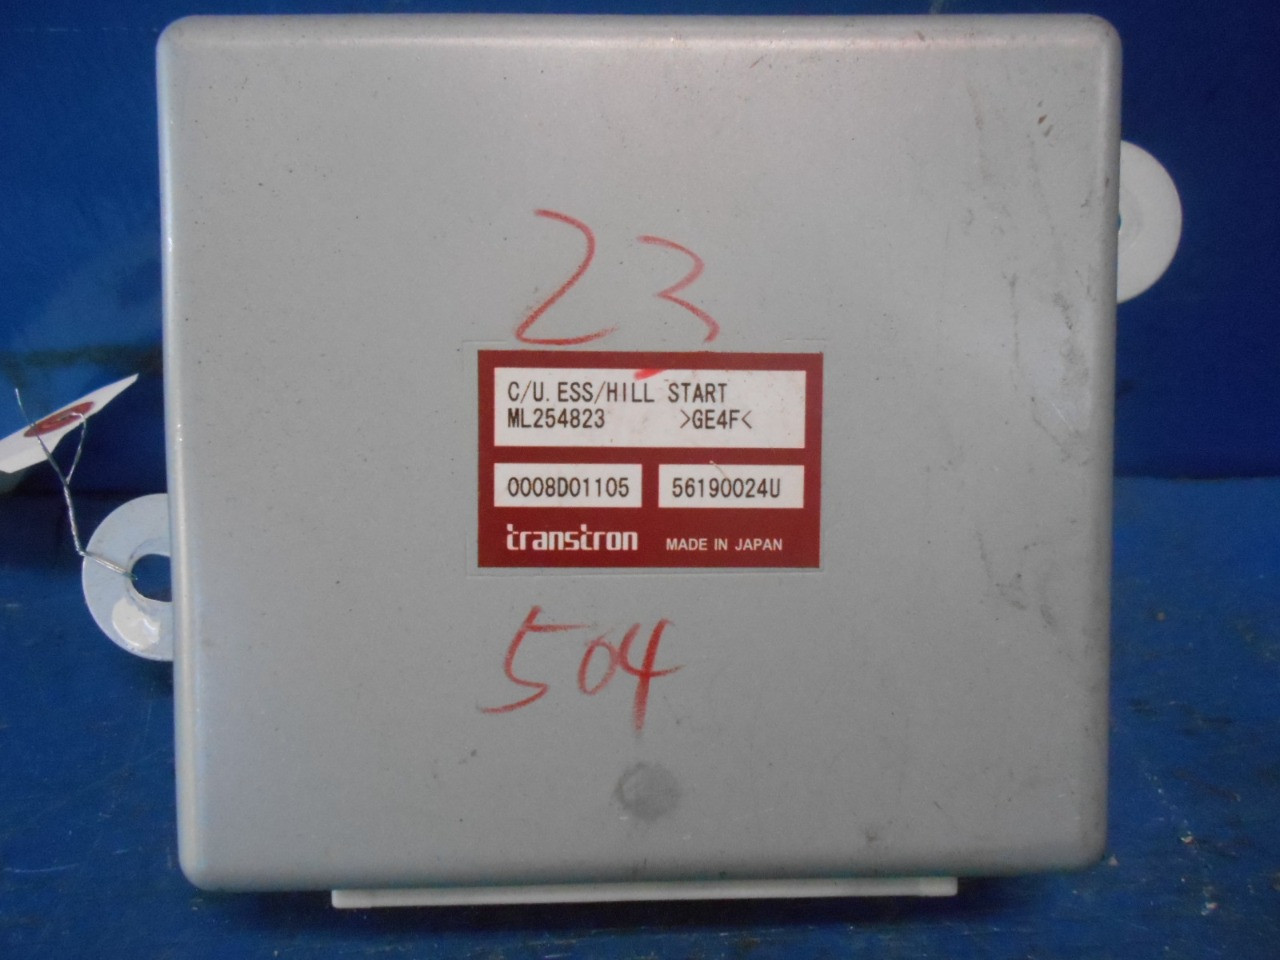 23
C/U. ESS/HILL START
ML254823 >GE4F<
0008D01105 56190024U
transtron MADE IN JAPAN
504